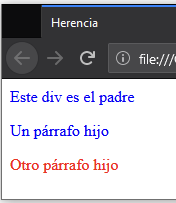 Herencia
file:///
Este div es el padre
Un párrafo hijo
Otro párrafo hijo